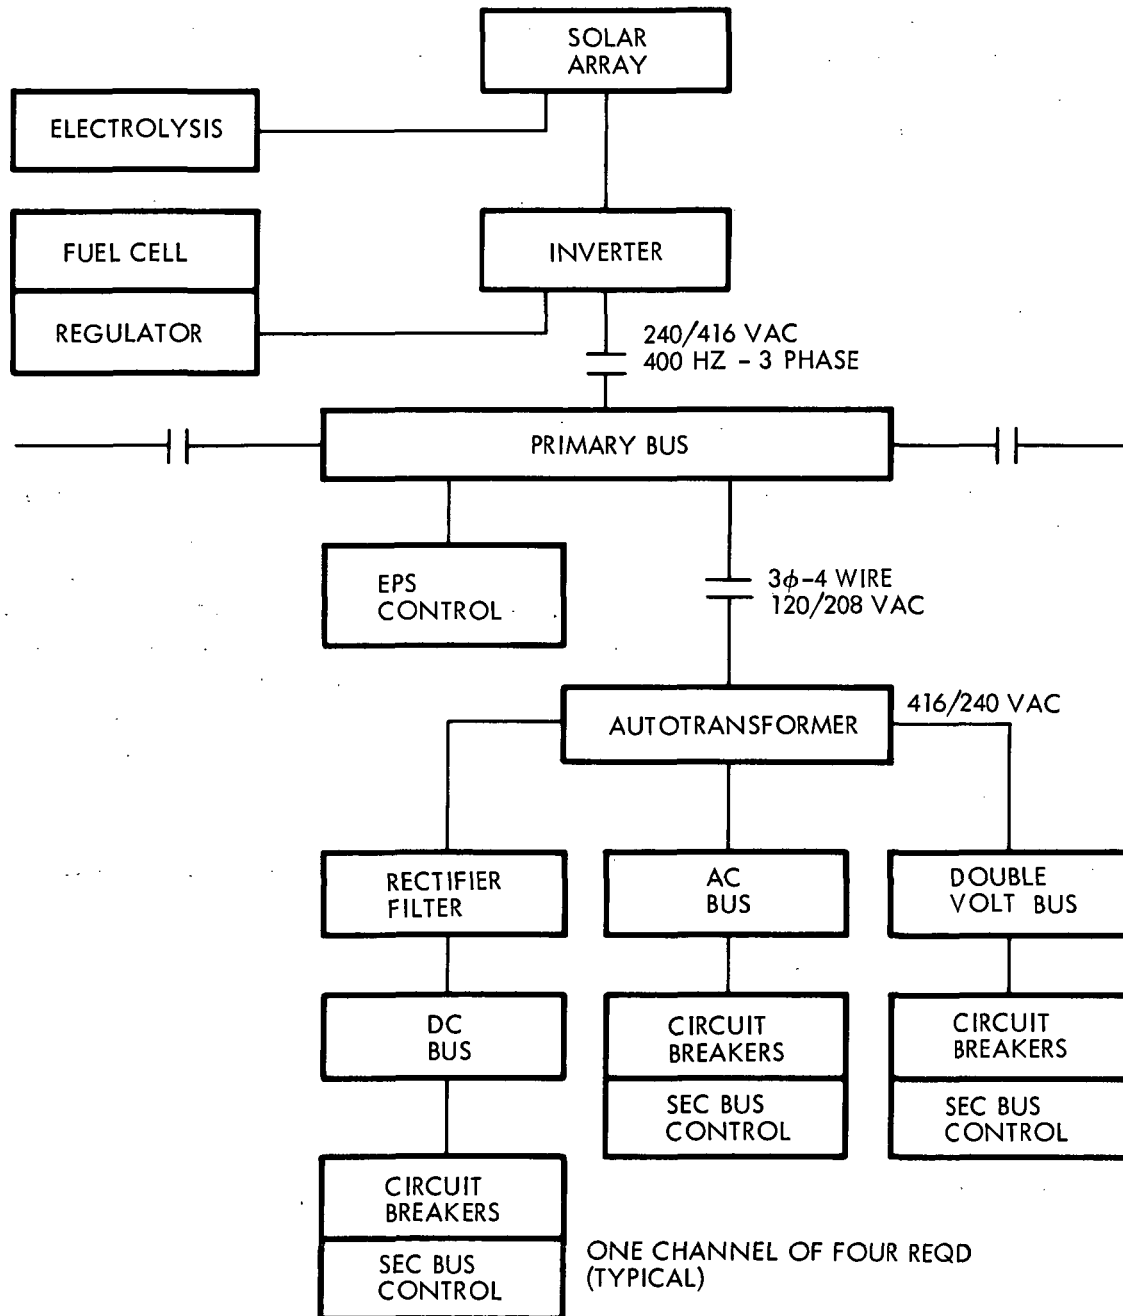 SOLAR
ARRAY
ELECTROLYSIS
FUEL CELL
INVERTER
REGULATOR
240/416 VAC
400 HZ - 3 PHASE
PRIMARY BUS
EPS
CONTROL
3ϕ-4 WIRE
120/208 VAC
AUTOTRANSFORMER
416/240 VAC
RECTIFIER
FILTER
AC
BUS
DOUBLE
VOLT BUS
DC
BUS
CIRCUIT
BREAKERS
SEC BUS
CONTROL
CIRCUIT
BREAKERS
SEC BUS
CONTROL
CIRCUIT
BREAKERS
SEC BUS
CONTROL
ONE CHANNEL OF FOUR REQD
(TYPICAL)